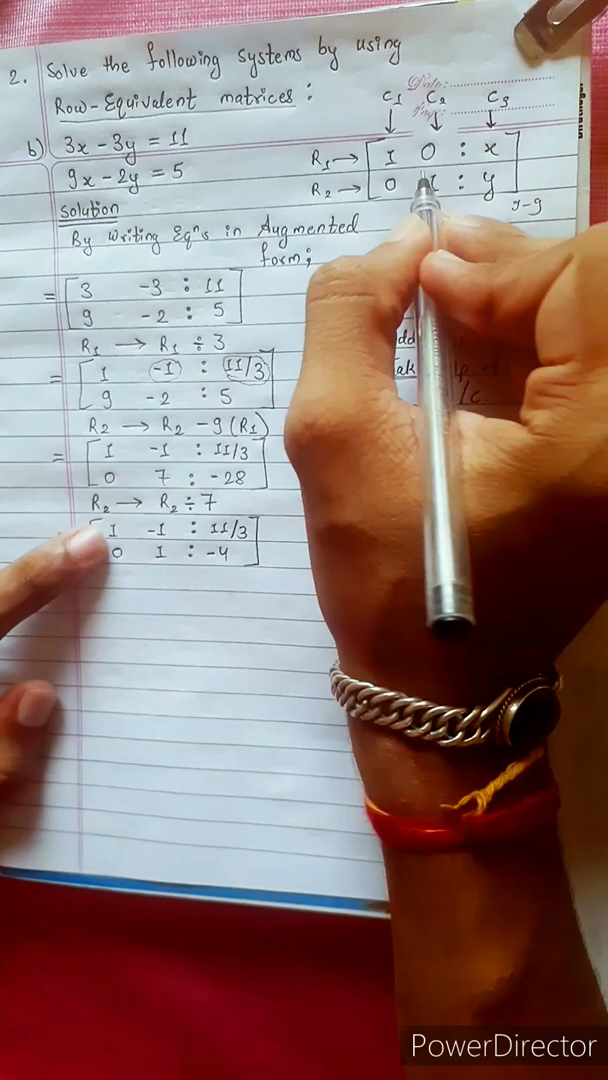 2. Solve the following systems by using
Row-Equivalent matrices :
b) 3x - 3y = 11
9x - 2y = 5
C1 C2 C3
R1 → [ 1 0 : x ]
R2 → [ 0 1 : y ]
9-9
Solution
By Writing Eqns in Augmented
form;
= [ 3 -3 : 11
9 -2 : 5 ]
R1 → R1 ÷ 3
= [ 1 -1 : 11/3
9 -2 : 5 ]
R2 → R2 - 9(R1)
= [ 1 -1 : 11/3
0 7 : -28 ]
R2 → R2 ÷ 7
[ 1 -1 : 11/3
0 1 : -4 ]
/c.
PowerDirector